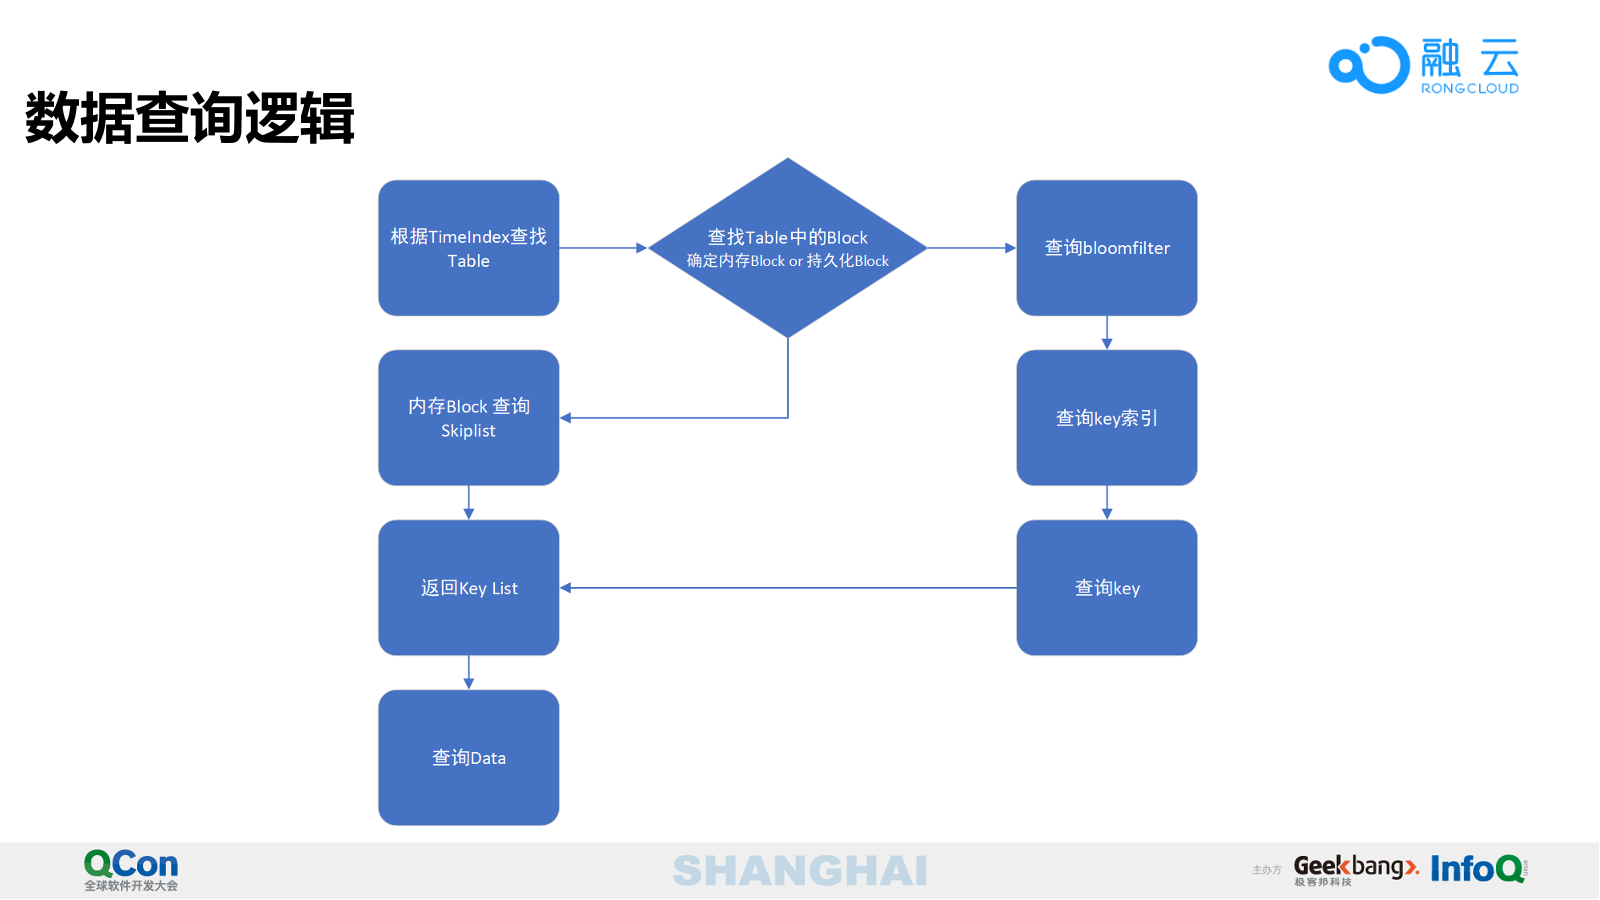 融云
RONGCLOUD
数据查询逻辑
根据TimeIndex查找
Table
查找Table中的Block
确定内存Block or 持久化Block
查询bloomfilter
内存Block 查询
Skiplist
查询key索引
返回Key List
查询key
查询Data
QCon
全球软件开发大会
SHANGHAI
主办方
Geekbang>.
极客邦科技
InfoQ